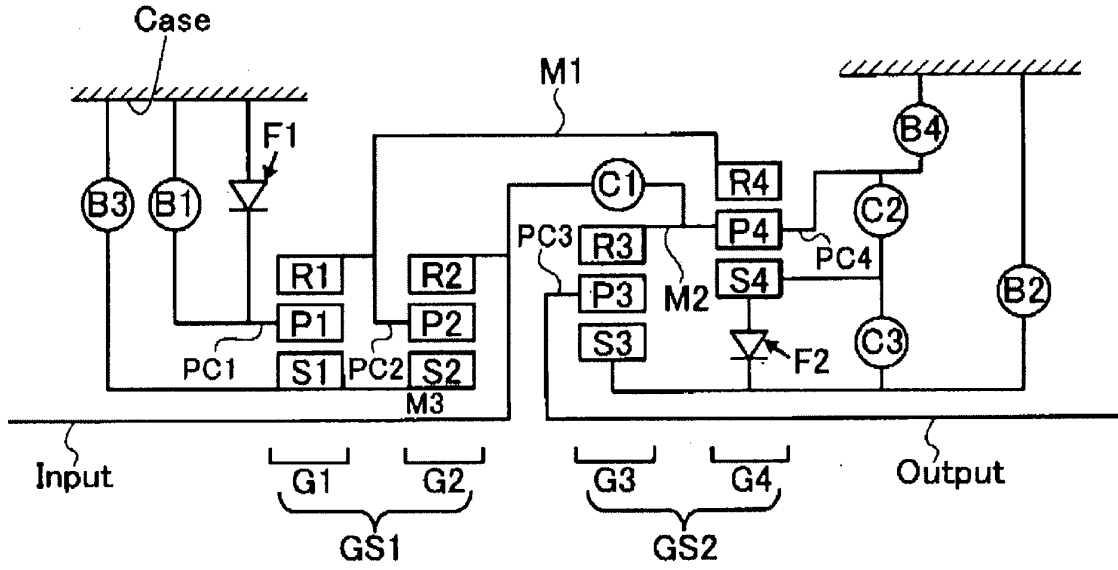 Case
M1
F1
B4
B3
B1
C1
R4
C2
PC3
P4
PC4
R3
R1
R2
M2
S4
B2
P3
P1
P2
S3
F2
C3
PC1
S1
PC2
S2
M3
Input
G1
G2
G3
G4
Output
GS1
GS2